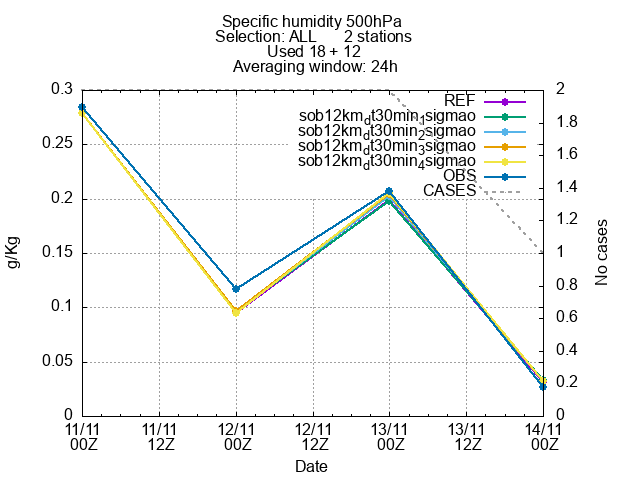 Specific humidity 500hPa
Selection: ALL 2 stations
Used 18 + 12
Averaging window: 24h
0.3
0.25
0.2
0.15
0.1
0.05
0
g/Kg
2
1.8
1.6
1.4
1.2
1
0.8
0.6
0.4
0.2
0
No cases
REF
sob12km_dt30min_1sigmao
sob12km_dt30min_2sigmao
sob12km_dt30min_3sigmao
sob12km_dt30min_4sigmao
OBS
CASES
11/11 11/11 12/11 12/11 13/11 13/11 14/11
00Z 12Z 00Z 12Z 00Z 12Z 00Z
Date